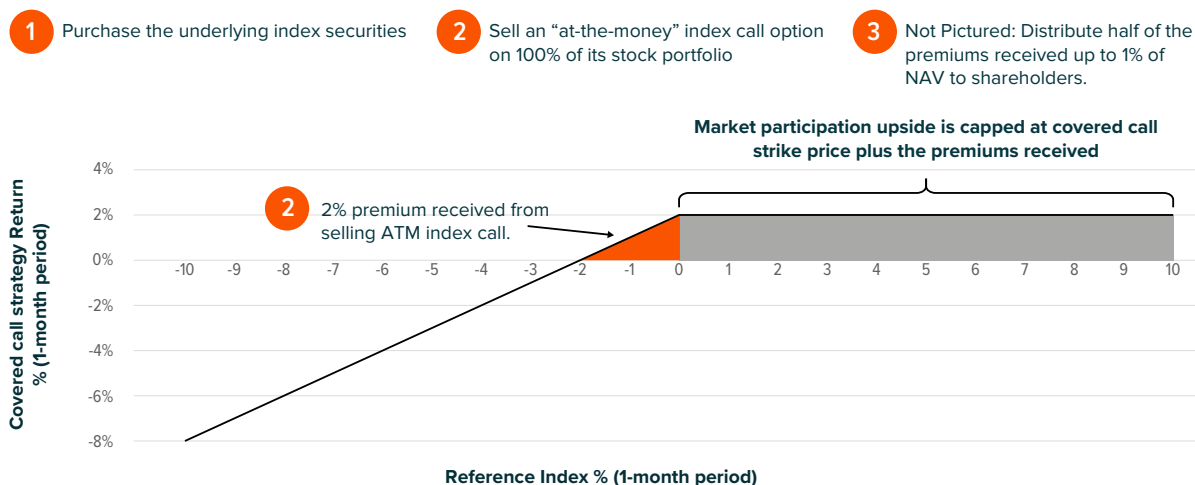 1
Purchase the underlying index securities
2
Sell an “at-the-money” index call option
on 100% of its stock portfolio
3
Not Pictured: Distribute half of the
premiums received up to 1% of
NAV to shareholders.
Market participation upside is capped at covered call
strike price plus the premiums received
2
2% premium received from
selling ATM index call.
Covered call strategy Return
% (1-month period)
4%
2%
0%
-2%
-4%
-6%
-8%
-10 -9 -8 -7 -6 -5 -4 -3 -2 -1 0 1 2 3 4 5 6 7 8 9 10
Reference Index % (1-month period)